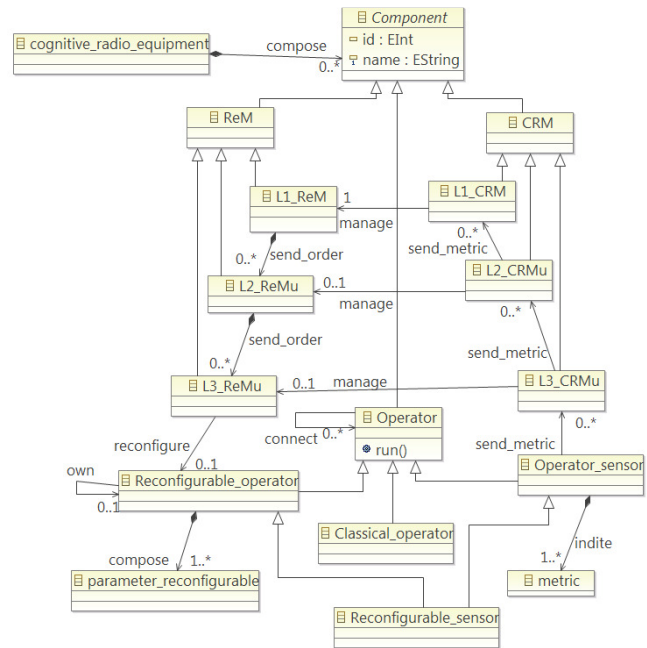 Component
id : EInt
name : EString
cognitive_radio_equipment
compose
0..*
ReM
CRM
L1_ReM
1
manage
L1_CRM
0..*
send_order
0..*
send_metric
L2_ReMu
0..1
manage
L2_CRMu
0..*
send_order
0..*
send_metric
L3_ReMu
0..1
manage
L3_CRMu
0..*
reconfigure
0..1
connect
0..*
Operator
run()
send_metric
own
0..1
Reconfigurable_operator
Operator_sensor
Classical_operator
compose
1..*
indite
1..*
parameter_reconfigurable
metric
Reconfigurable_sensor